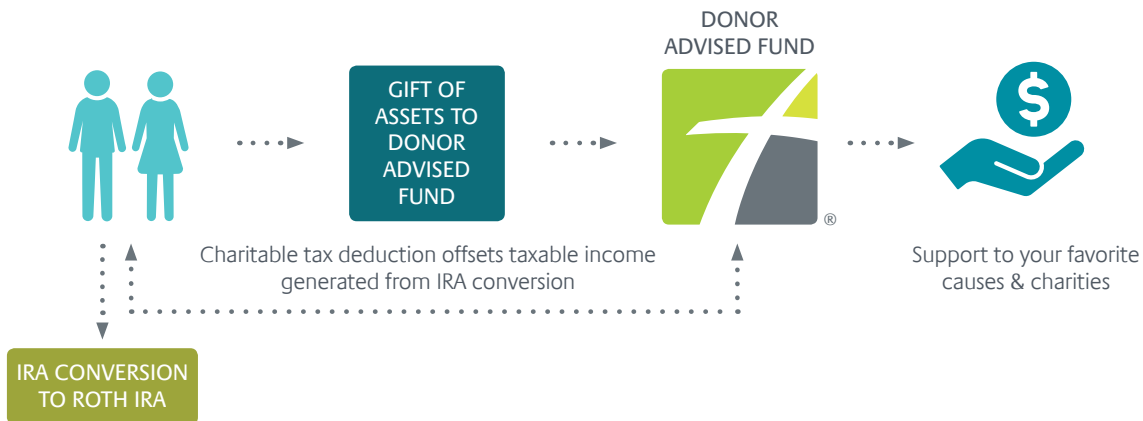 DONOR
ADVISED FUND
GIFT OF
ASSETS TO
DONOR
ADVISED
FUND
$
®
Charitable tax deduction offsets taxable income
generated from IRA conversion
Support to your favorite
causes & charities
IRA CONVERSION
TO ROTH IRA